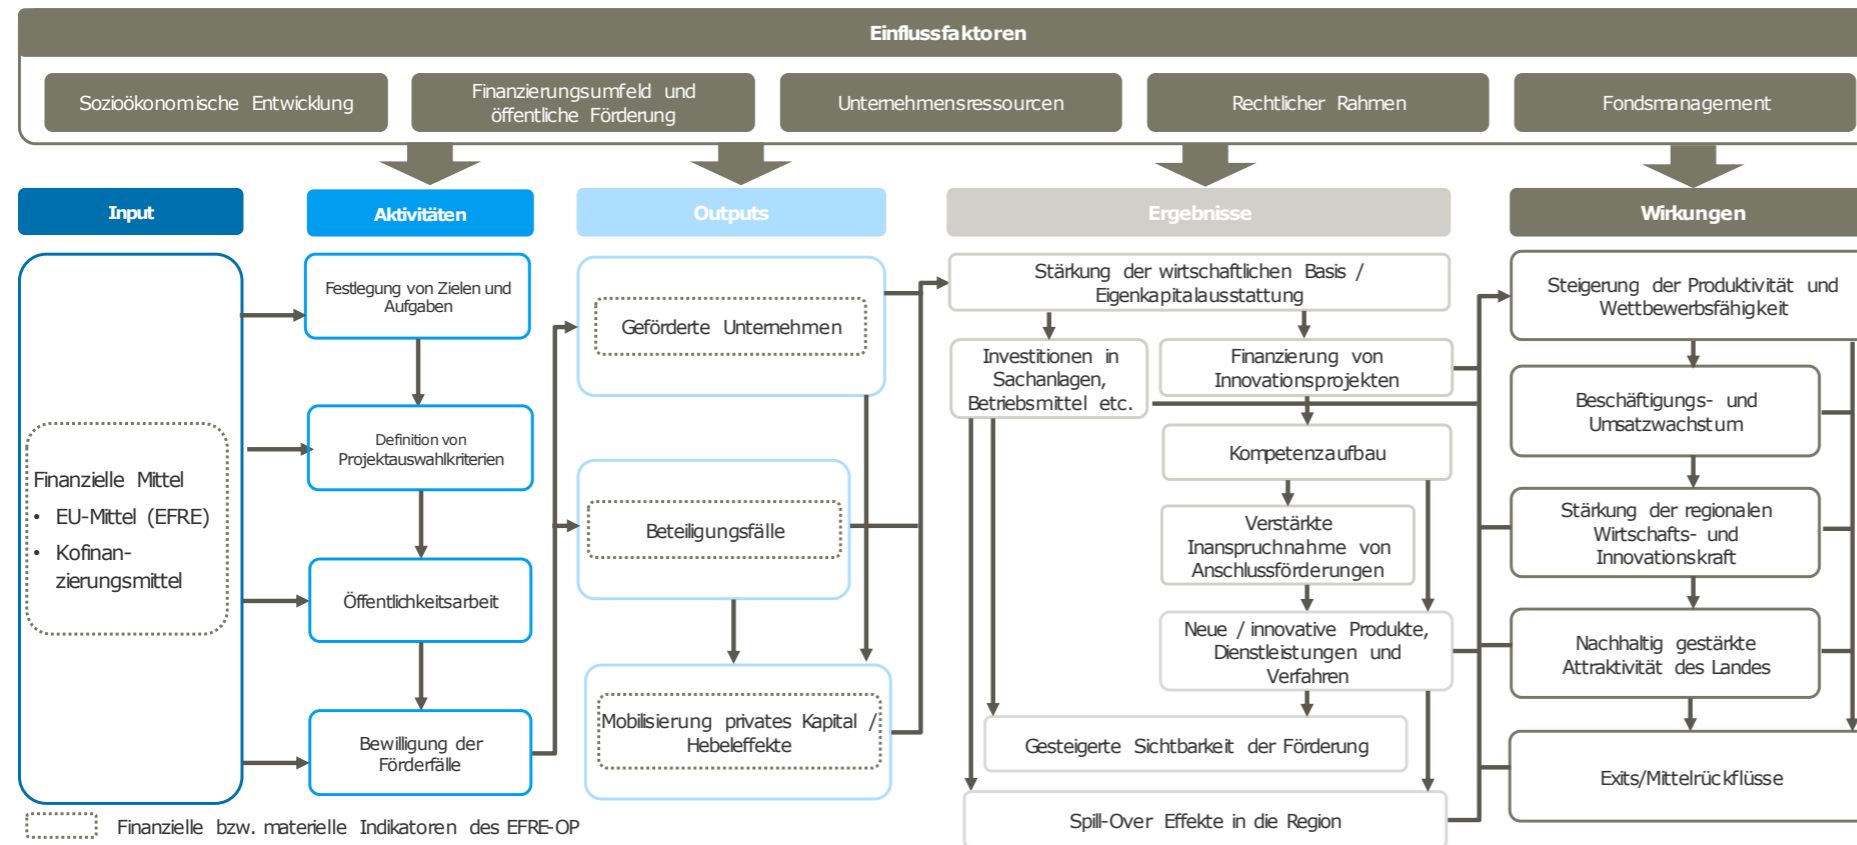 Einflussfaktoren
Sozioökonomische Entwicklung
Finanzierungsumfeld und
öffentliche Förderung
Unternehmensressourcen
Rechtlicher Rahmen
Fondsmanagement
Input
Finanzielle Mittel
• EU-Mittel (EFRE)
• Kofinan-
zierungsmittel
Aktivitäten
Festlegung von Zielen und
Aufgaben
Definition von
Projektauswahlkriterien
Öffentlichkeitsarbeit
Bewilligung der
Förderfälle
Outputs
Geförderte Unternehmen
Beteiligungsfälle
Mobilisierung privates Kapital /
Hebeleffekte
Ergebnisse
Stärkung der wirtschaftlichen Basis /
Eigenkapitalausstattung
Investitionen in
Sachanlagen,
Betriebsmittel etc.
Finanzierung von
Innovationsprojekten
Kompetenzaufbau
Verstärkte
Inanspruchnahme von
Anschlussförderungen
Neue / innovative Produkte,
Dienstleistungen und
Verfahren
Gesteigerte Sichtbarkeit der Förderung
Spill-Over Effekte in die Region
Wirkungen
Steigerung der Produktivität und
Wettbewerbsfähigkeit
Beschäftigungs- und
Umsatzwachstum
Stärkung der regionalen
Wirtschafts- und
Innovationskraft
Nachhaltig gestärkte
Attraktivität des Landes
Exits/Mittelrückflüsse
Finanzielle bzw. materielle Indikatoren des EFRE-OP